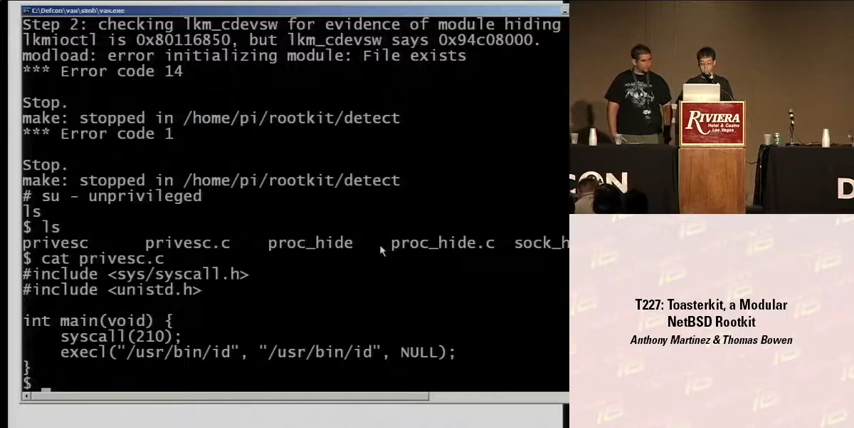 C:\Defcon\vax\simh\vax.exe
Step 2: checking lkm_cdevsw for evidence of module hiding
lkmioctl is 0x80116850, but lkm_cdevsw says 0x94c08000.
modload: error initializing module: File exists
*** Error code 14
Stop.
make: stopped in /home/pi/rootkit/detect
*** Error code 1
Stop.
make: stopped in /home/pi/rootkit/detect
# su - unprivileged
ls
$ ls
privesc privesc.c proc_hide proc_hide.c sock_h
$ cat privesc.c
#include <sys/syscall.h>
#include <unistd.h>
int main(void) {
syscall(210);
execl("/usr/bin/id", "/usr/bin/id", NULL);
}
$
RIVIERA
Hotel & Casino
Las Vegas
CON
D
T227: Toasterkit, a Modular
NetBSD Rootkit
Anthony Martinez & Thomas Bowen